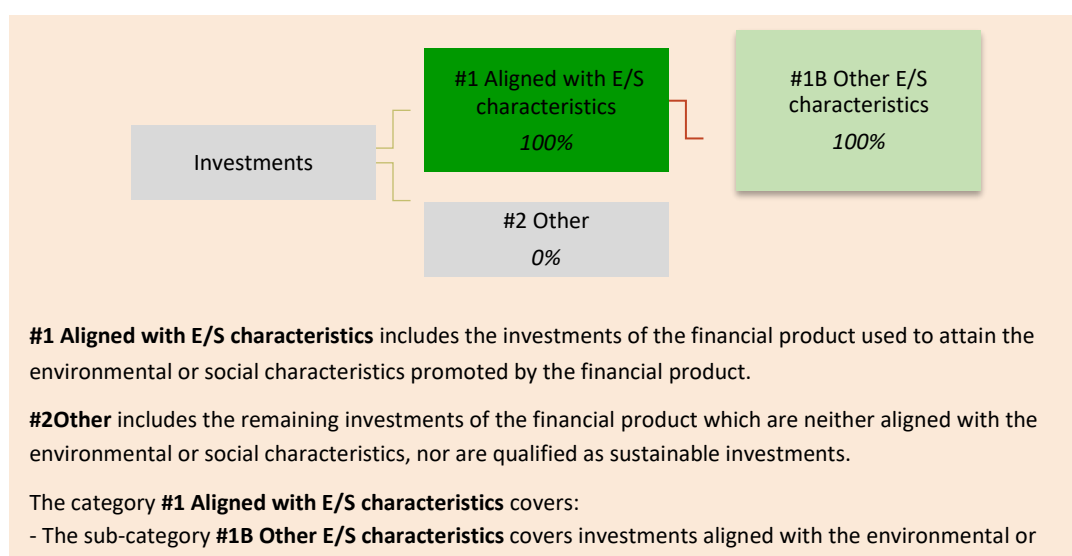 #1 Aligned with E/S
characteristics
100%
#1B Other E/S
characteristics
100%
Investments
#2 Other
0%
#1 Aligned with E/S characteristics includes the investments of the financial product used to attain the
environmental or social characteristics promoted by the financial product.
#2Other includes the remaining investments of the financial product which are neither aligned with the
environmental or social characteristics, nor are qualified as sustainable investments.
The category #1 Aligned with E/S characteristics covers:
- The sub-category #1B Other E/S characteristics covers investments aligned with the environmental or